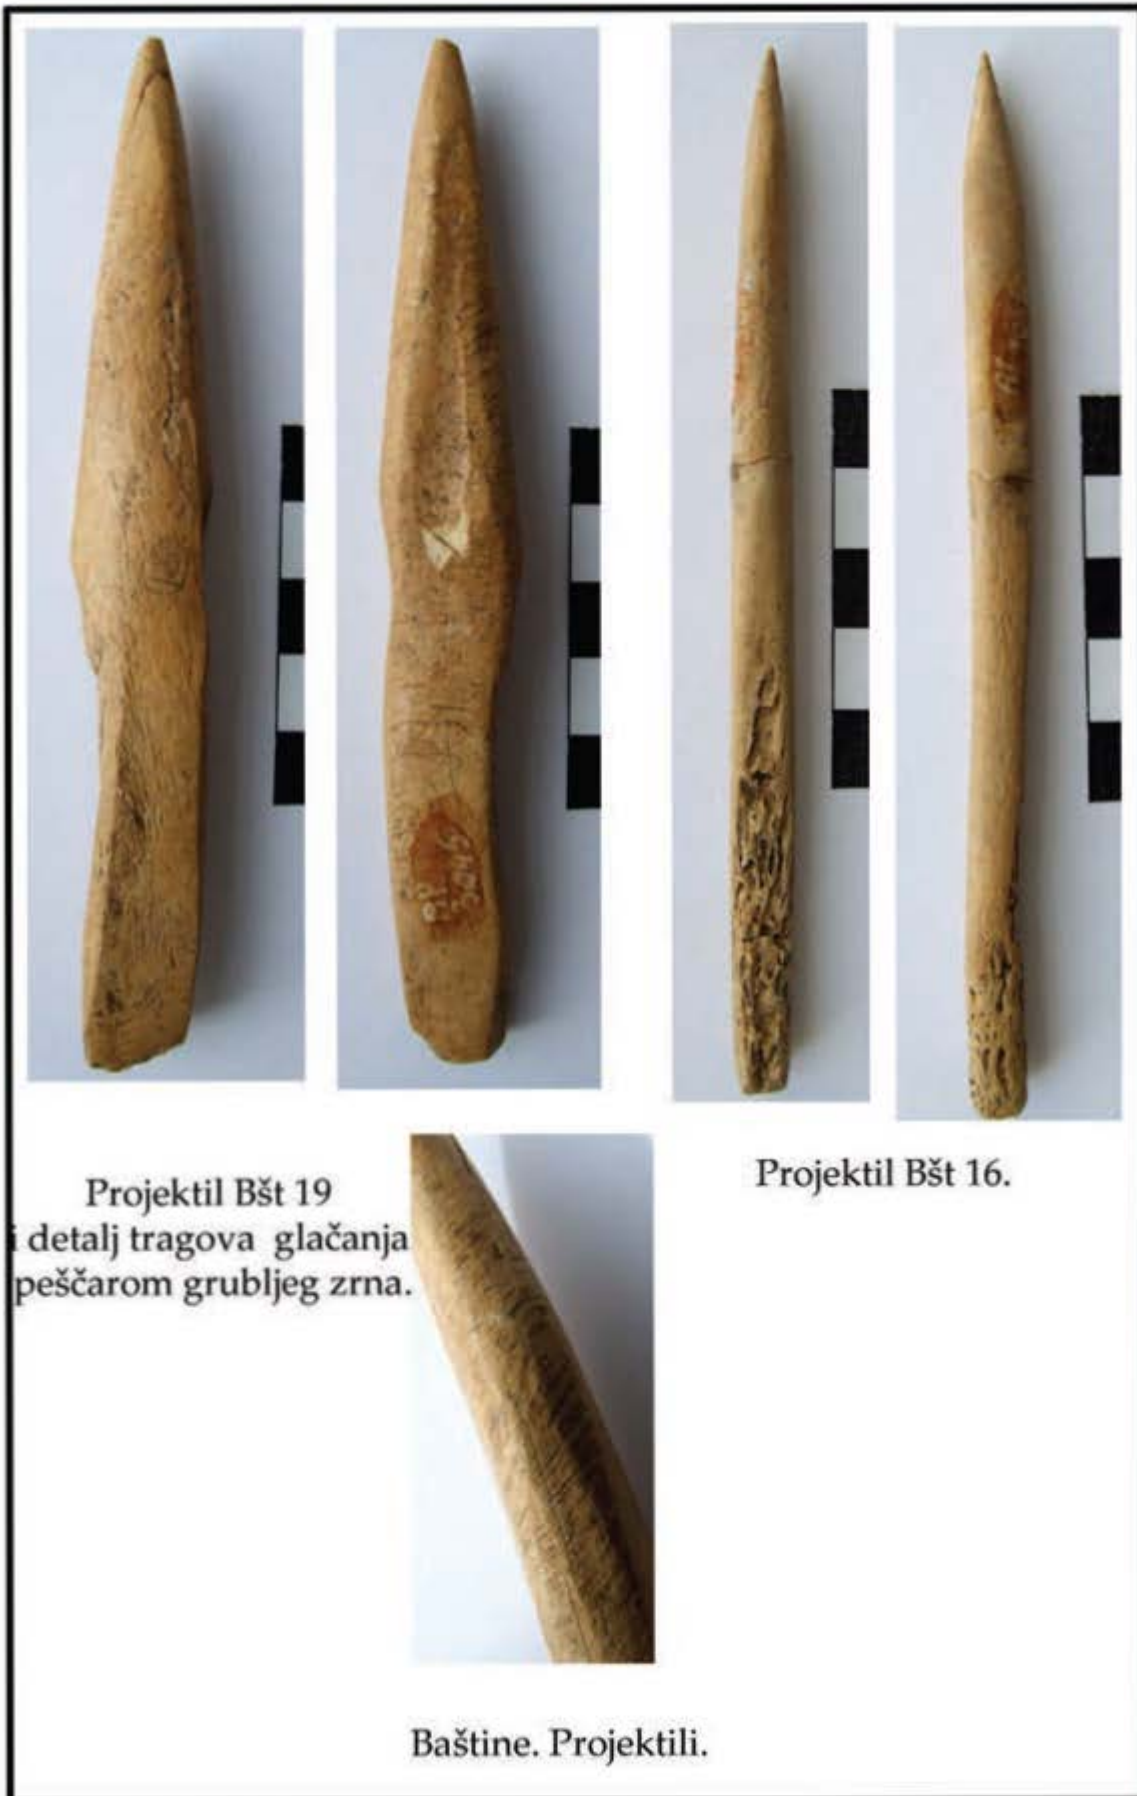 Projektil Bšt 19
i detalj tragova glačanja
peščarom grubljeg zrna.
Projektil Bšt 16.
Baštine. Projektili.